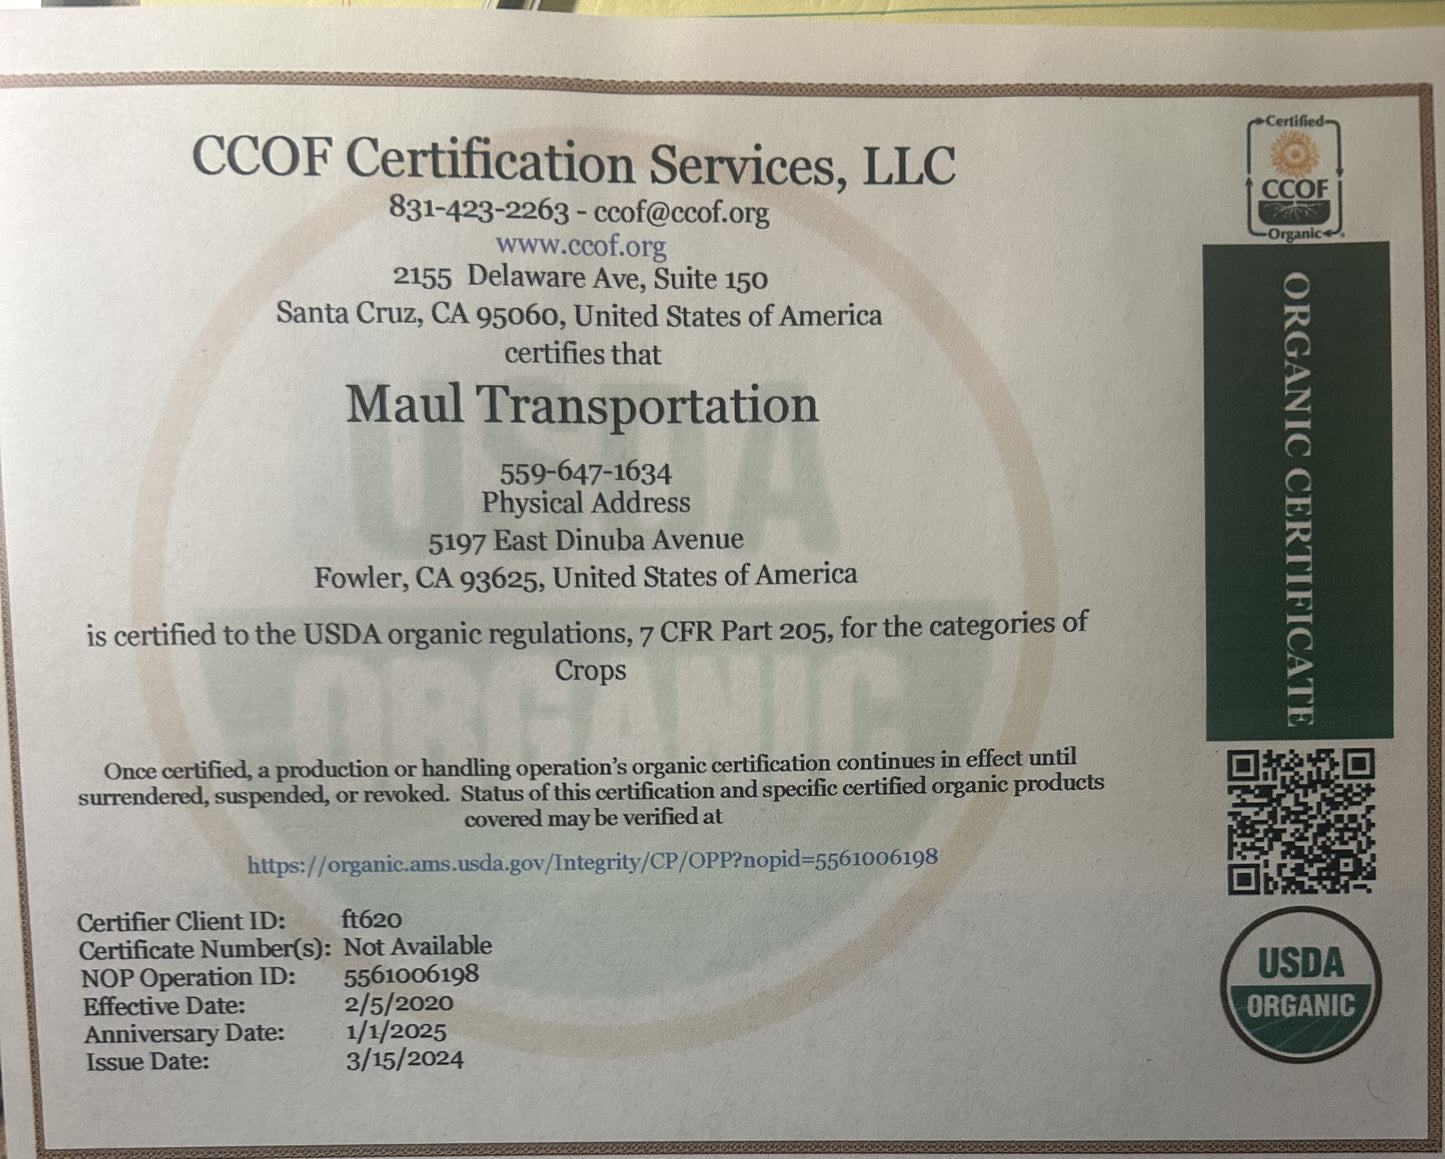 CCOF Certification Services, LLC
831-423-2263 - ccof@ccof.org
www.ccof.org
2155 Delaware Ave, Suite 150
Santa Cruz, CA 95060, United States of America
certifies that
Maul Transportation
559-647-1634
Physical Address
5197 East Dinuba Avenue
Fowler, CA 93625, United States of America
is certified to the USDA organic regulations, 7 CFR Part 205, for the categories of
Crops
Once certified, a production or handling operation's organic certification continues in effect until
surrendered, suspended, or revoked. Status of this certification and specific certified organic products
covered may be verified at
https://organic.ams.usda.gov/Integrity/CP/OPP?nopid=5561006198
Certifier Client ID: ft620
Certificate Number(s): Not Available
NOP Operation ID: 5561006198
Effective Date: 2/5/2020
Anniversary Date: 1/1/2025
Issue Date: 3/15/2024
Certified
CCOF
Organic
ORGANIC CERTIFICATE
USDA
ORGANIC
USDA
ORGANIC